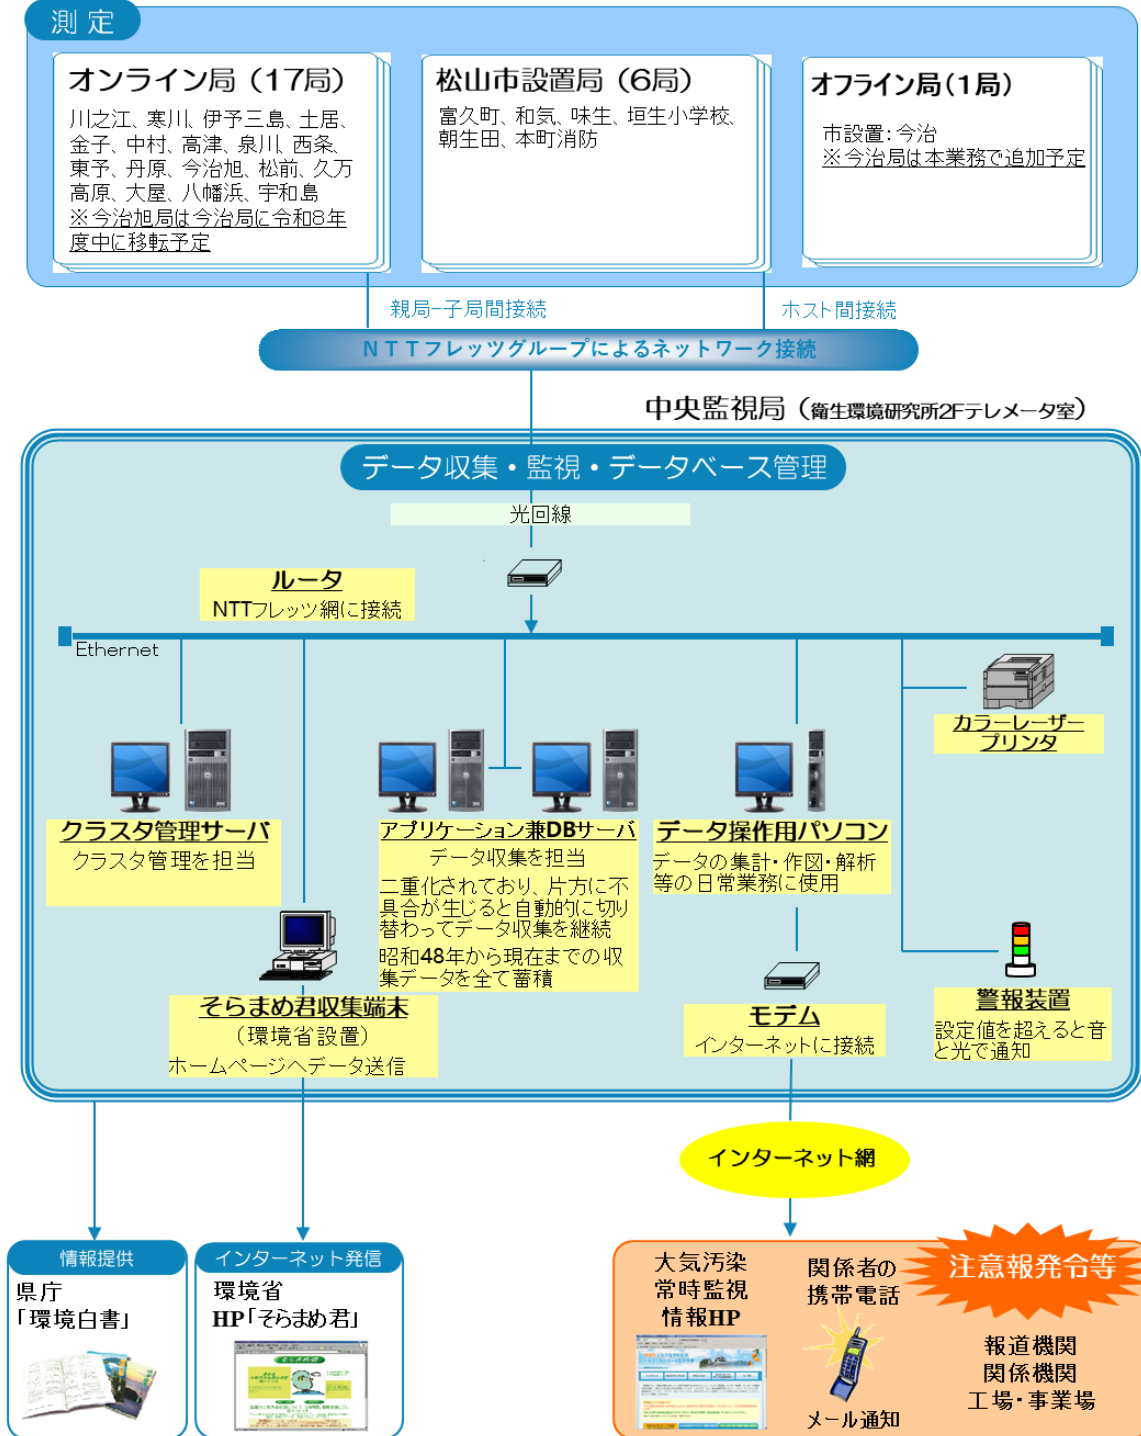 測 定
オンライン局（17局）
川之江、寒川、伊予三島、土居、
金子、中村、高津、泉川、西条、
東予、丹原、今治旭、松前、久万
高原、大屋、八幡浜、宇和島
※今治旭局は今治局に令和8年
度中に移転予定
松山市設置局（6局）
富久町、和気、味生、垣生小学校、
朝生田、本町消防
オフライン局（1局）
市設置：今治
※今治局は本業務で追加予定
親局−子局間接続
ホスト間接続
ＮＴＴフレッツグループによるネットワーク接続
中央監視局（衛生環境研究所2Fテレメータ室）
データ収集・監視・データベース管理
光回線
ルータ
NTTフレッツ網に接続
Ethernet
カラーレーザー
プリンタ
クラスタ管理サーバ
クラスタ管理を担当
アプリケーション兼DBサーバ
データ収集を担当
二重化されており、片方に不
具合が生じると自動的に切り
替わってデータ収集を継続
昭和48年から現在までの収
集データを全て蓄積
データ操作用パソコン
データの集計・作図・解析
等の日常業務に使用
そらまめ君収集端末
（環境省設置）
ホームページへデータ送信
モデム
インターネットに接続
警報装置
設定値を超えると音
と光で通知
インターネット網
情報提供
県庁
「環境白書」
インターネット発信
環境省
HP「そらまめ君」
大気汚染
常時監視
情報HP
関係者の
携帯電話
メール通知
注意報発令等
報道機関
関係機関
工場・事業場